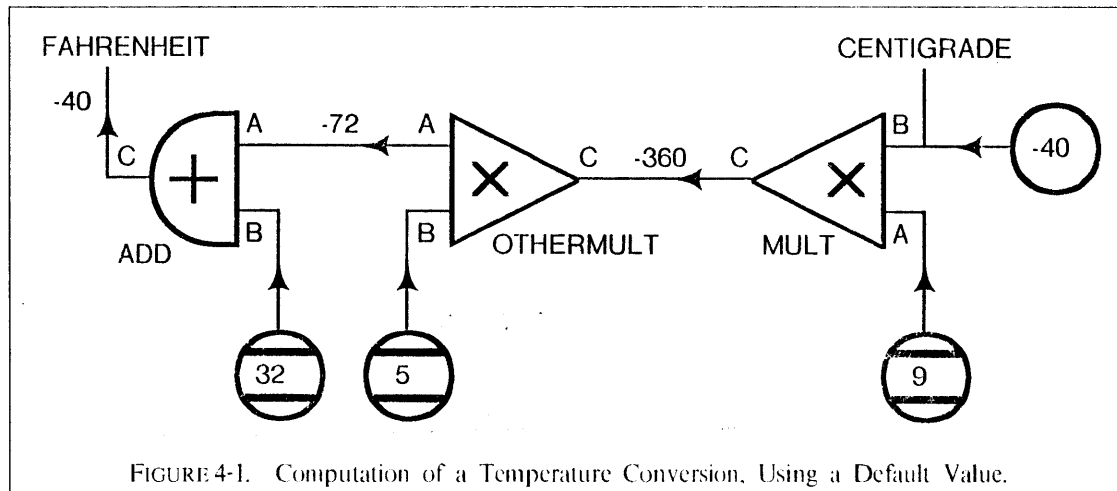 FAHRENHEIT
CENTIGRADE
-40
A
-72
A
B
C
C
-360
C
-40
+
×
×
B
B
A
ADD
OTHERMULT
MULT
32
5
9
FIGURE 4-1. Computation of a Temperature Conversion, Using a Default Value.